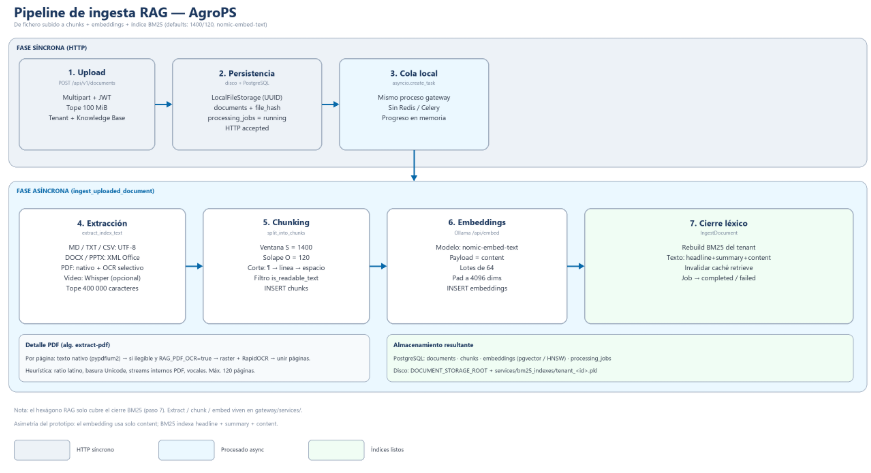 Pipeline de ingesta RAG — AgroPS
De fichero subido a chunks + embeddings + índice BM25 (defaults: 1400/120, nomic-embed-text)
FASE SÍNCRONA (HTTP)
1. Upload
POST /api/v1/documents
Multipart + JWT
Tope 100 MiB
Tenant + Knowledge Base
2. Persistencia
disco + PostgreSQL
LocalFileStorage (UUID)
documents + file_hash
processing_jobs = running
HTTP accepted
3. Cola local
asyncio.create_task
Mismo proceso gateway
Sin Redis / Celery
Progreso en memoria
FASE ASÍNCRONA (ingest_uploaded_document)
4. Extracción
extract_index_text
MD / TXT / CSV: UTF-8
DOCX / PPTX: XML Office
PDF: nativo + OCR selectivo
Vídeo: Whisper (opcional)
Tope 400 000 caracteres
5. Chunking
split_into_chunks
Ventana S = 1400
Solape O = 120
Corte: ¶ → línea → espacio
Filtro is_readable_text
INSERT chunks
6. Embeddings
Ollama /api/embed
Modelo: nomic-embed-text
Payload = content
Lotes de 64
Pad a 4096 dims
INSERT embeddings
7. Cierre léxico
IngestDocument
Rebuild BM25 del tenant
Texto: headline+summary+content
Invalidar caché retrieve
Job → completed / failed
Detalle PDF (alg. extract-pdf)
Por página: texto nativo (pypdfium2) → si ilegible y RAG_PDF_OCR=true → raster + RapidOCR → unir páginas.
Heurística: ratio latino, basura Unicode, streams internos PDF, vocales. Máx. 120 páginas.
Almacenamiento resultante
PostgreSQL: documents · chunks · embeddings (pgvector / HNSW) · processing_jobs
Disco: DOCUMENT_STORAGE_ROOT + services/bm25_indexes/tenant_<id>.pkl
Nota: el hexágono RAG solo cubre el cierre BM25 (paso 7). Extract / chunk / embed viven en gateway/services/.
Asimetría del prototipo: el embedding usa solo content; BM25 indexa headline + summary + content.
HTTP síncrono
Procesado async
Índices listos